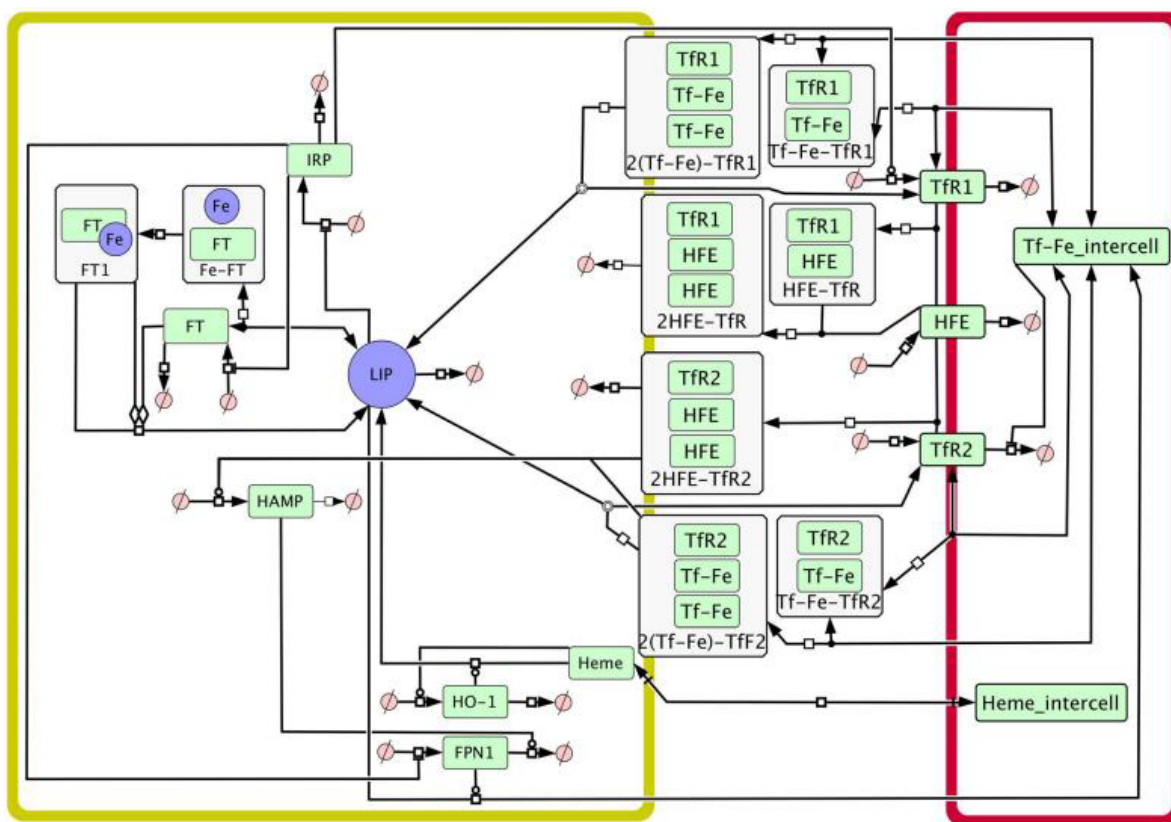 TfR1
Tf-Fe
Tf-Fe
2(Tf-Fe)-TfR1
TfR1
Tf-Fe
Tf-Fe-TfR1
IRP
TfR1
FT
Fe
FT1
Fe
FT
Fe-FT
TfR1
HFE
HFE
2HFE-TfR
TfR1
HFE
HFE-TfR
Tf-Fe_intercell
FT
HFE
LIP
TfR2
HFE
HFE
2HFE-TfR2
TfR2
HAMP
TfR2
Tf-Fe
Tf-Fe
2(Tf-Fe)-TfF2
TfR2
Tf-Fe
Tf-Fe-TfR2
Heme
HO-1
Heme_intercell
FPN1